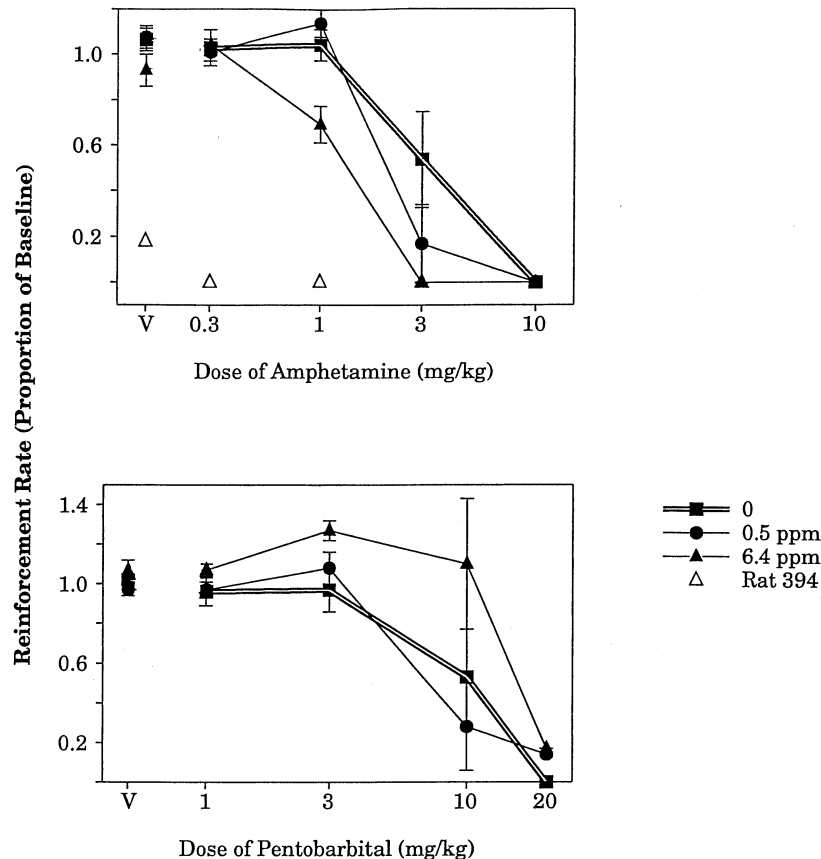 Reinforcement Rate (Proportion of Baseline)
1.0
0.6
0.2
V 0.3 1 3 10
Dose of Amphetamine (mg/kg)
1.4
1.0
0.6
0.2
V 1 3 10 20
Dose of Pentobarbital (mg/kg)
0
0.5 ppm
6.4 ppm
Rat 394